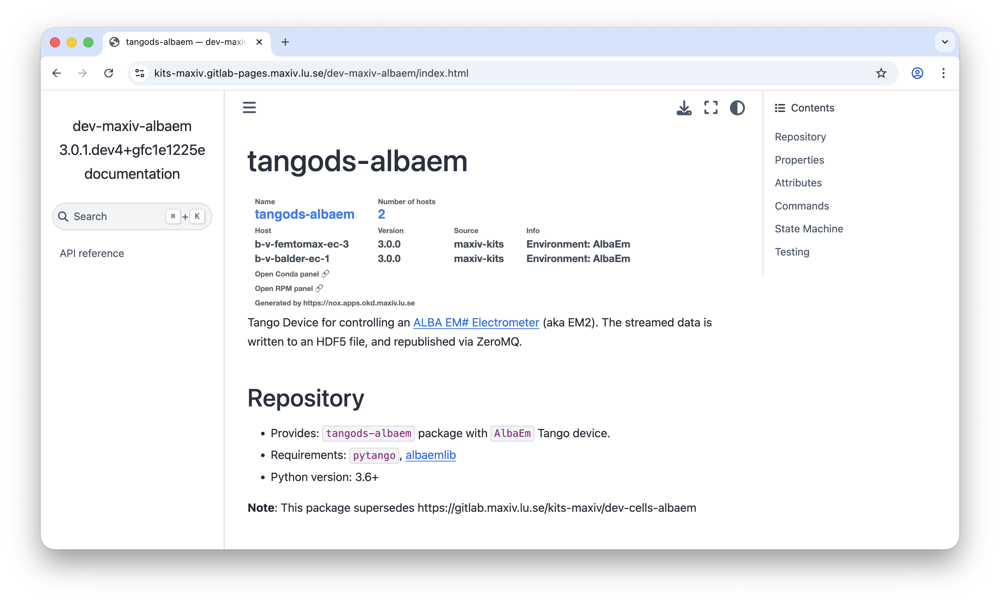 tangods-albaem — dev-maxiv
kits-maxiv.gitlab-pages.maxiv.lu.se/dev-maxiv-albaem/index.html
dev-maxiv-albaem
3.0.1.dev4+gfc1e1225e
documentation
Search ⌘ + K
API reference
tangods-albaem
Name Number of hosts
tangods-albaem 2
Host Version Source Info
b-v-femtomax-ec-3 3.0.0 maxiv-kits Environment: AlbaEm
b-v-balder-ec-1 3.0.0 maxiv-kits Environment: AlbaEm
Open Conda panel 🔗
Open RPM panel 🔗
Generated by https://nox.apps.okd.maxiv.lu.se
Tango Device for controlling an ALBA EM# Electrometer (aka EM2). The streamed data is
written to an HDF5 file, and republished via ZeroMQ.
Repository
• Provides: tangods-albaem package with AlbaEm Tango device.
• Requirements: pytango, albaemlib
• Python version: 3.6+
Note: This package supersedes https://gitlab.maxiv.lu.se/kits-maxiv/dev-cells-albaem
Contents
Repository
Properties
Attributes
Commands
State Machine
Testing